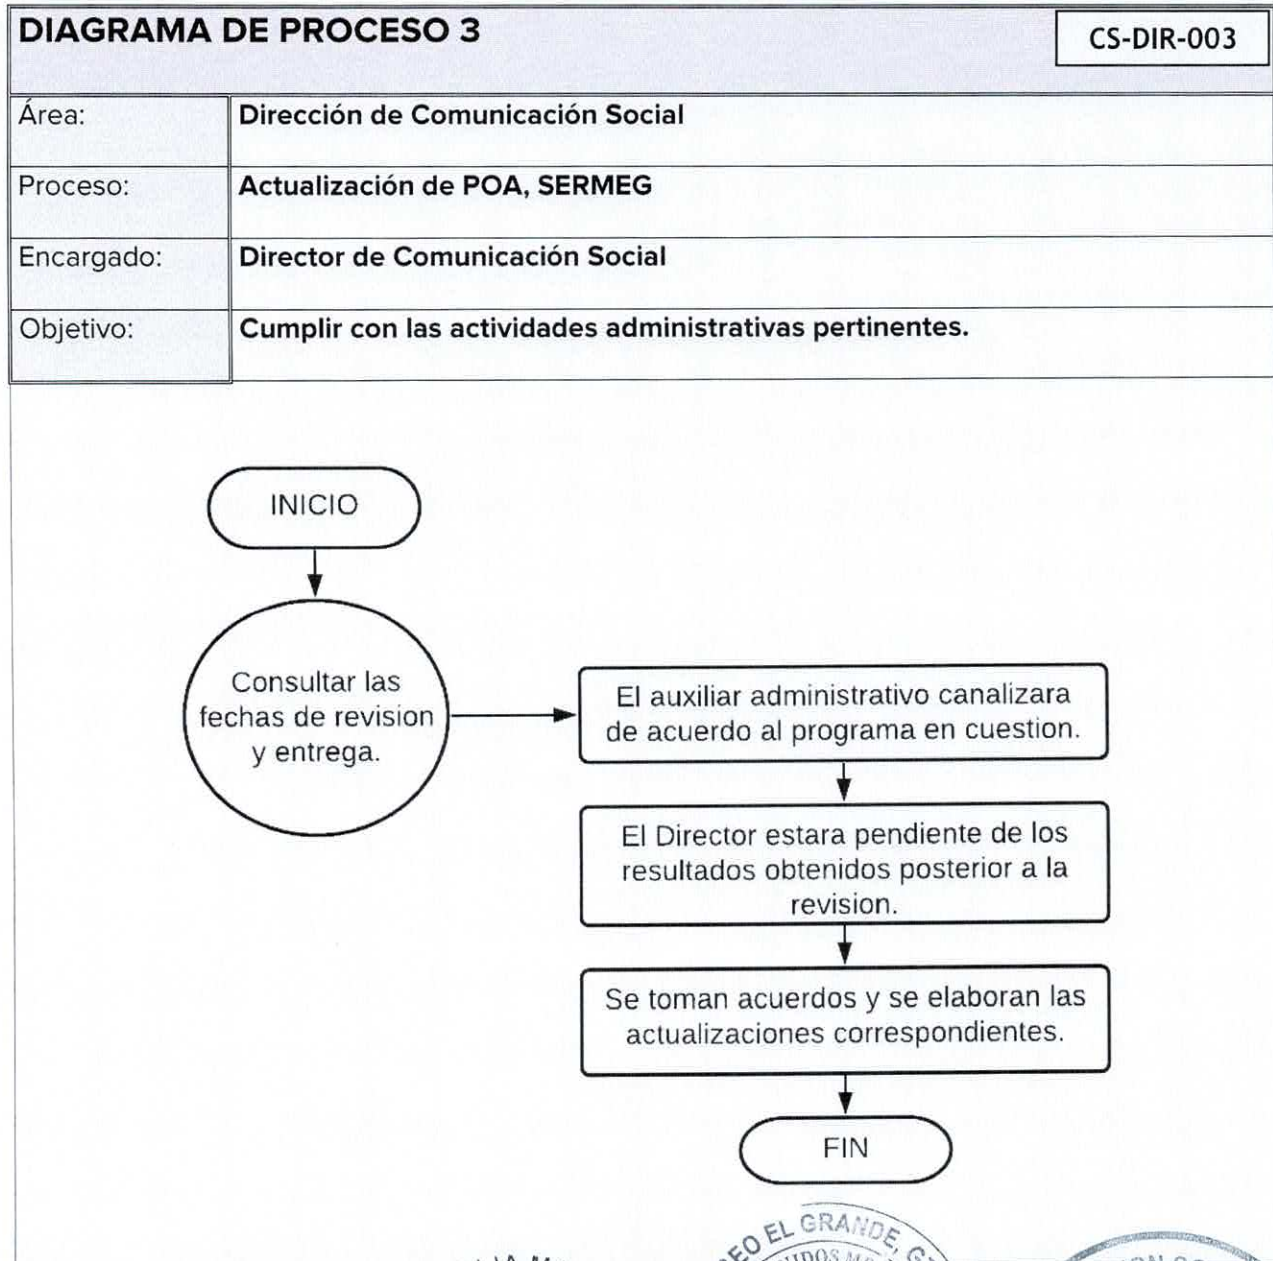 DIAGRAMA DE PROCESO 3
CS-DIR-003
Área:
Dirección de Comunicación Social
Proceso:
Actualización de POA, SERMEG
Encargado:
Director de Comunicación Social
Objetivo:
Cumplir con las actividades administrativas pertinentes.
INICIO
Consultar las
fechas de revision
y entrega.
El auxiliar administrativo canalizara
de acuerdo al programa en cuestion.
El Director estara pendiente de los
resultados obtenidos posterior a la
revision.
Se toman acuerdos y se elaboran las
actualizaciones correspondientes.
FIN
EL GRANDE,